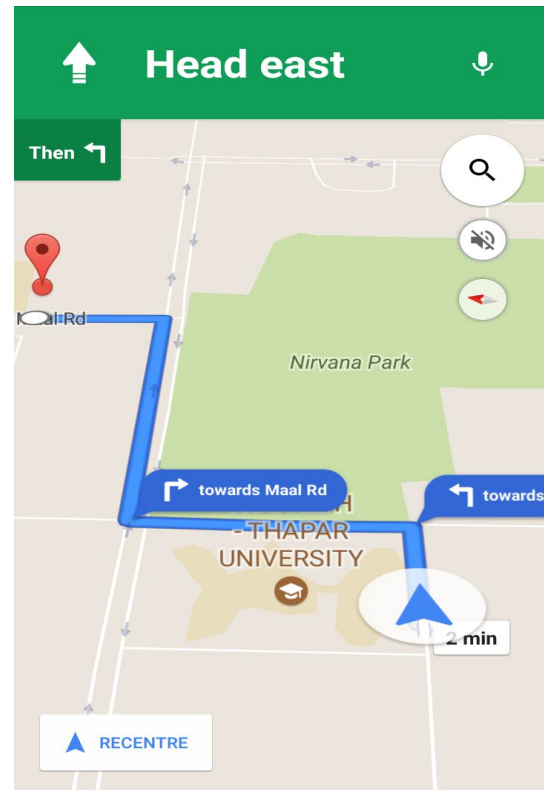 Head east
Then
Maal Rd
Nirvana Park
towards Maal Rd
towards
- THAPAR
UNIVERSITY
2 min
RECENTRE